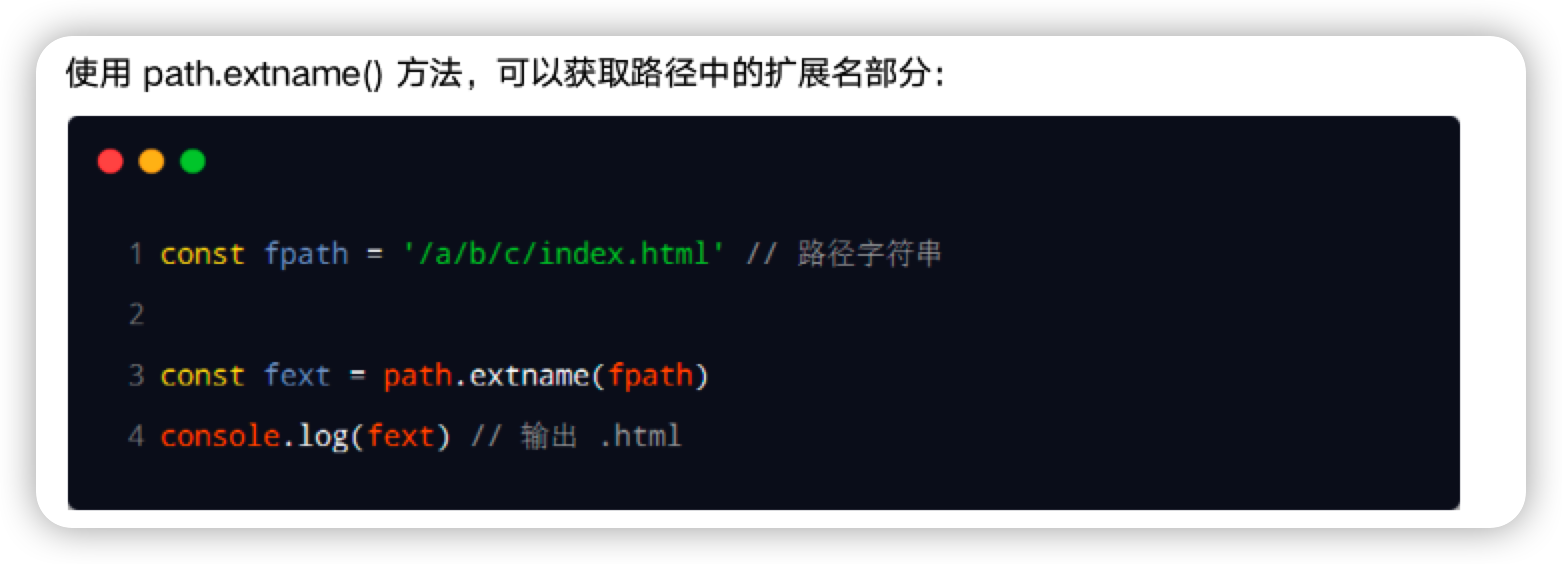 使用 path.extname() 方法，可以获取路径中的扩展名部分：
1 const fpath = '/a/b/c/index.html' // 路径字符串
2
3 const fext = path.extname(fpath)
4 console.log(fext) // 输出 .html